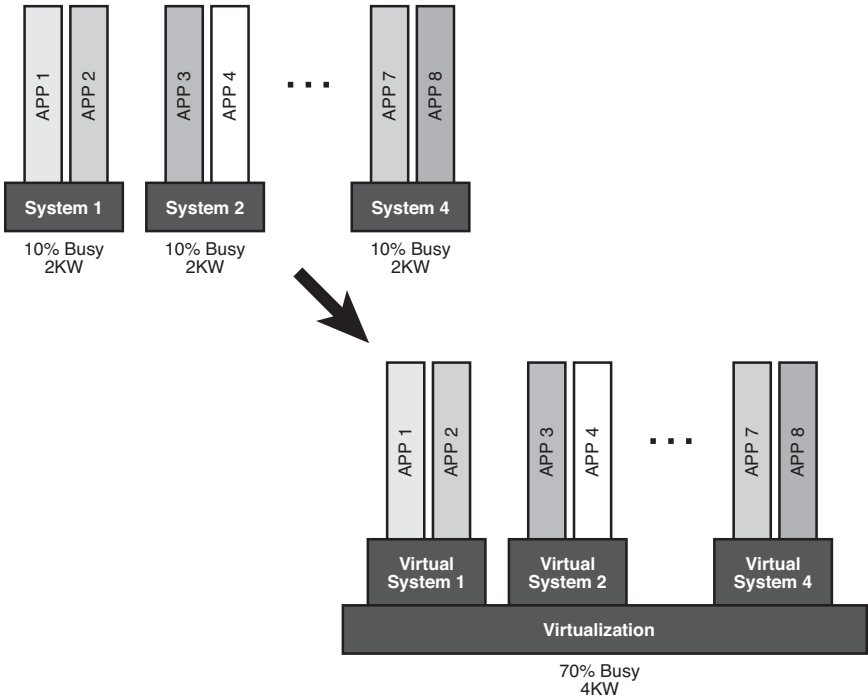 APP 1
APP 2
APP 3
APP 4
. . .
APP 7
APP 8
System 1
System 2
System 4
10% Busy
2KW
10% Busy
2KW
10% Busy
2KW
APP 1
APP 2
APP 3
APP 4
. . .
APP 7
APP 8
Virtual
System 1
Virtual
System 2
Virtual
System 4
Virtualization
70% Busy
4KW